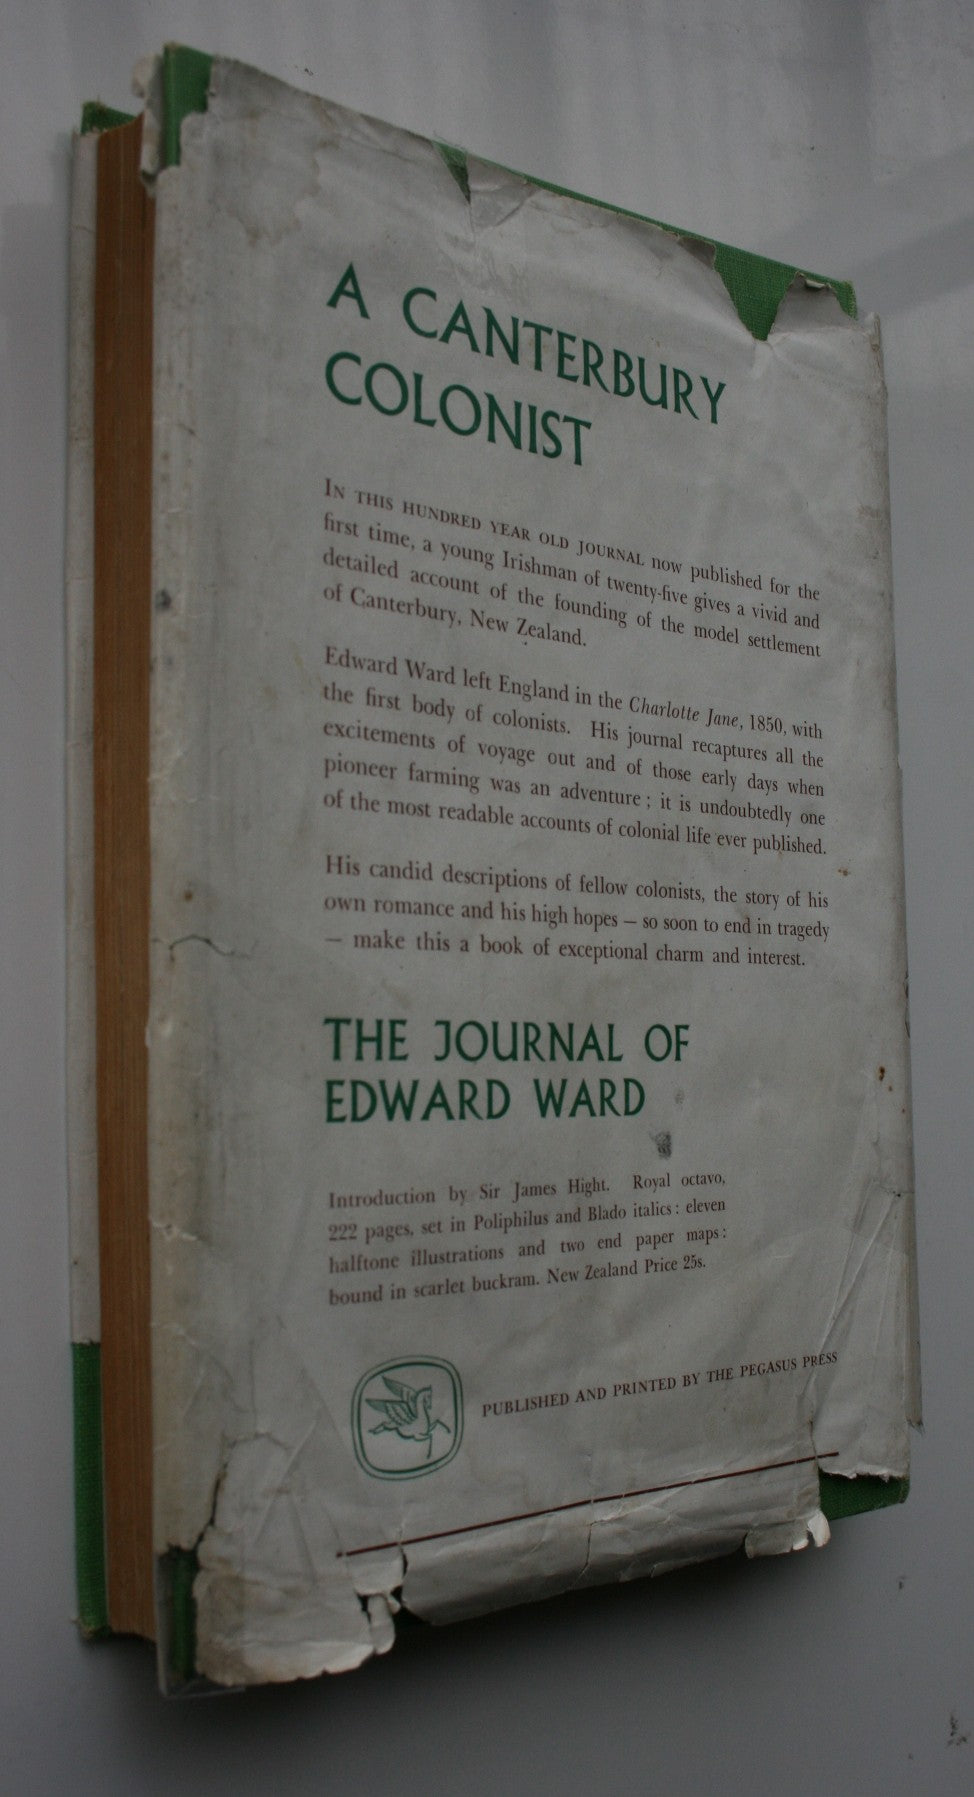 A CANTERBURY
COLONIST
IN THIS HUNDRED YEAR OLD JOURNAL now published for the
first time, a young Irishman of twenty-five gives a vivid and
detailed account of the founding of the model settlement
of Canterbury, New Zealand.
Edward Ward left England in the Charlotte Jane, 1850, with
the first body of colonists. His journal recaptures all the
excitements of voyage out and of those early days when
pioneer farming was an adventure ; it is undoubtedly one
of the most readable accounts of colonial life ever published.
His candid descriptions of fellow colonists, the story of his
own romance and his high hopes – so soon to end in tragedy
– make this a book of exceptional charm and interest.
THE JOURNAL OF
EDWARD WARD
Introduction by Sir James Hight. Royal octavo,
222 pages, set in Poliphilus and Blado italics : eleven
halftone illustrations and two end paper maps :
bound in scarlet buckram. New Zealand Price 25s.
PUBLISHED AND PRINTED BY THE PEGASUS PRESS